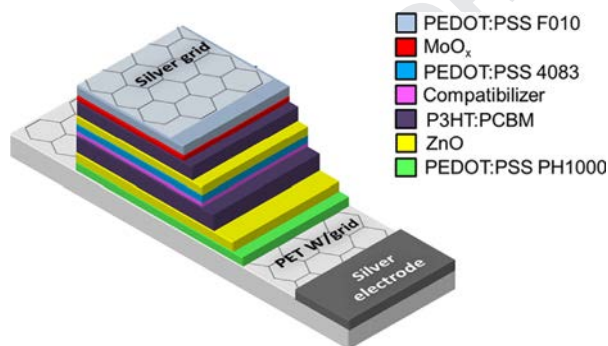 Silver grid
PET W/grid
Silver
electrode
PEDOT:PSS F010
MoOₓ
PEDOT:PSS 4083
Compatibilizer
P3HT:PCBM
ZnO
PEDOT:PSS PH1000